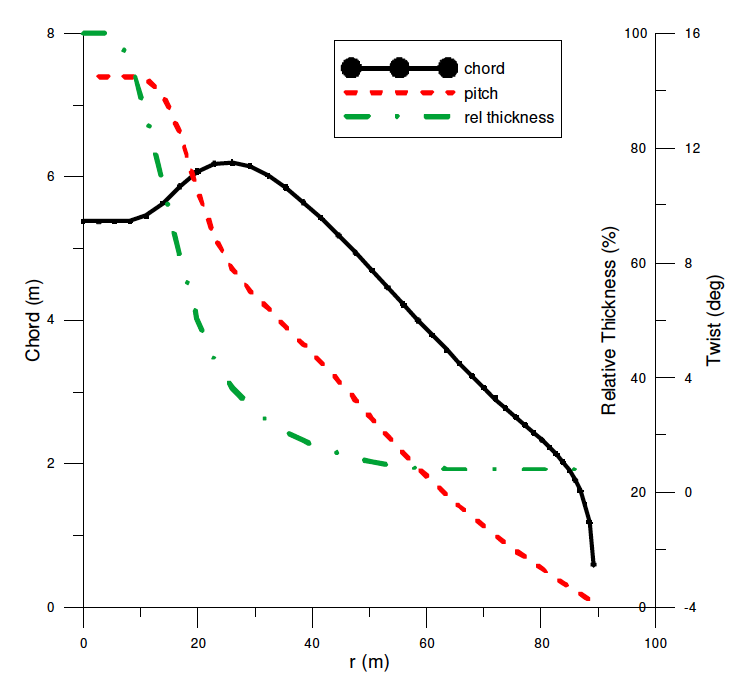 8
6
4
2
0
Chord (m)
chord
pitch
rel thickness
100
80
60
40
20
0
Relative Thickness (%)
16
12
8
4
0
-4
Twist (deg)
0 20 40 60 80 100
r (m)